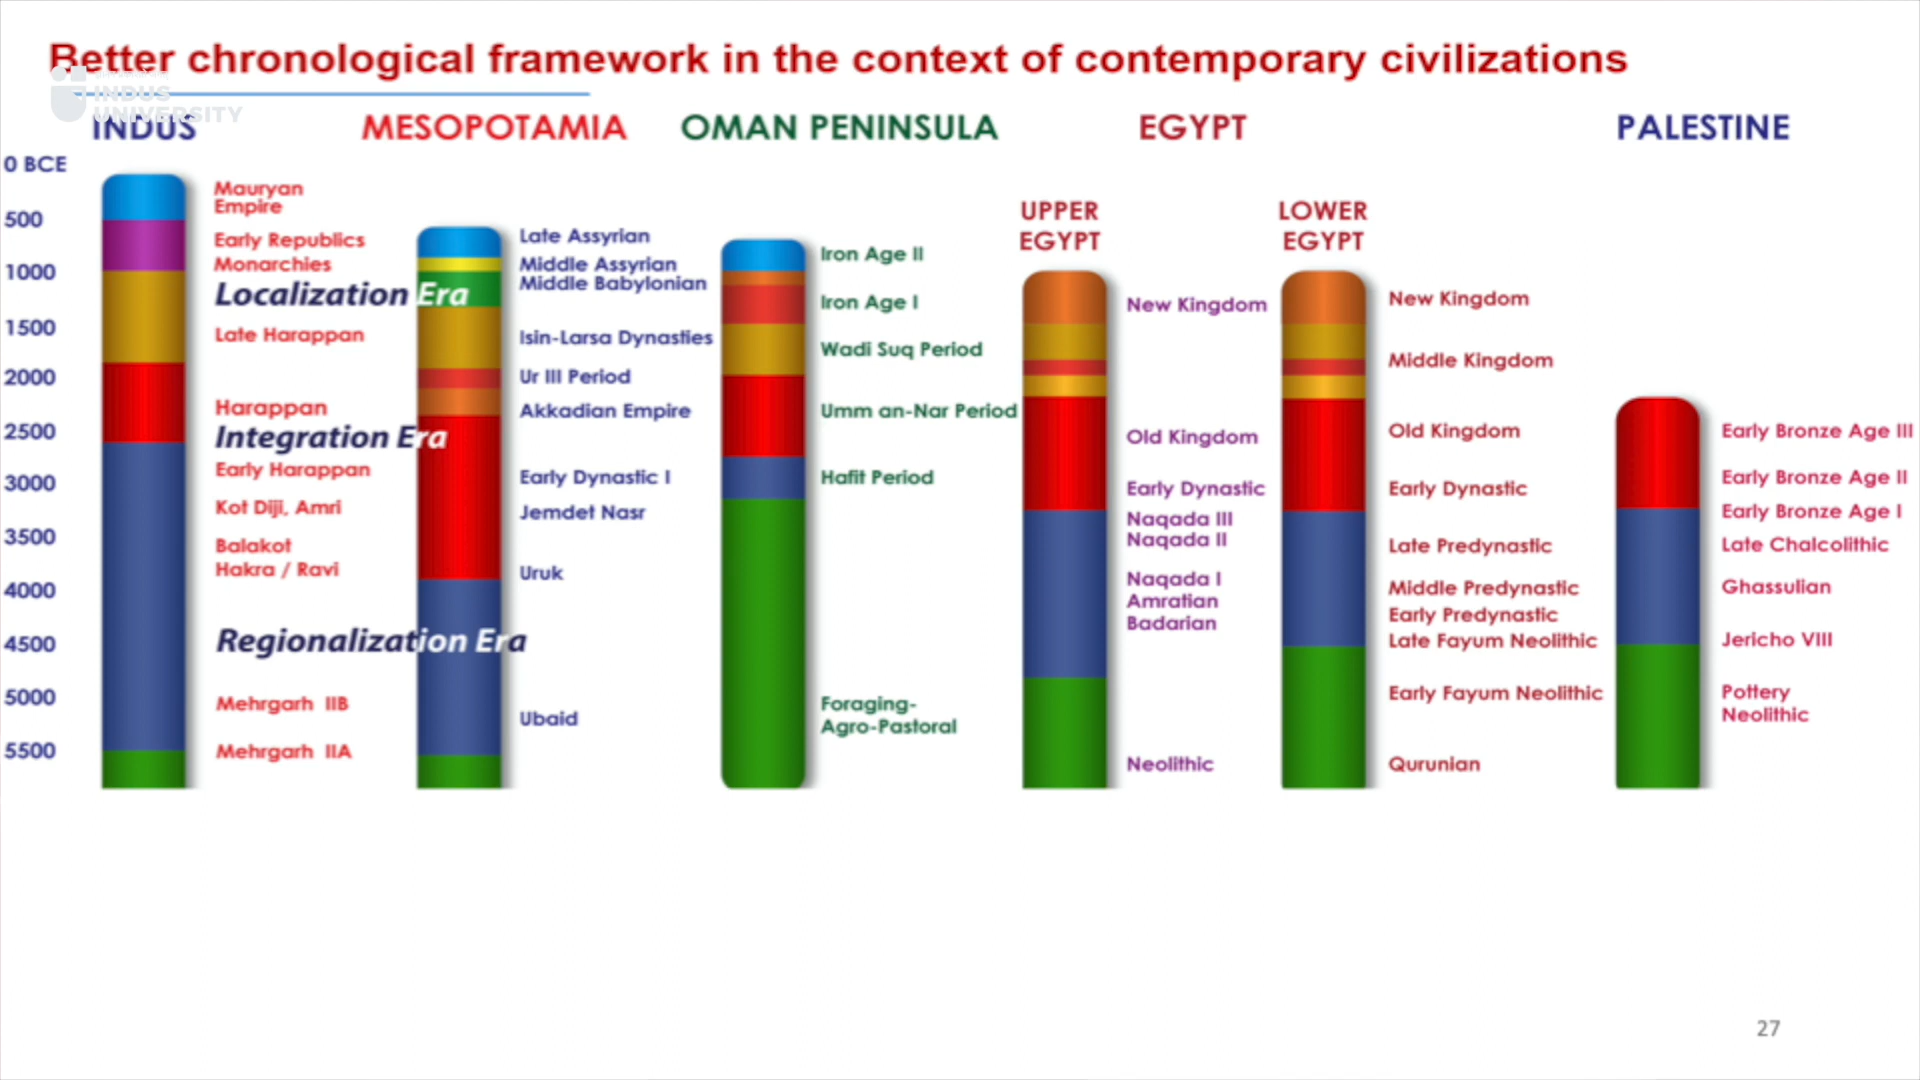 Better chronological framework in the context of contemporary civilizations
INDUS
UNIVERSITY
INDUS
MESOPOTAMIA
OMAN PENINSULA
EGYPT
PALESTINE
0 BCE
500
1000
1500
2000
2500
3000
3500
4000
4500
5000
5500
Mauryan
Empire
Early Republics
Monarchies
Localization Era
Late Harappan
Harappan
Integration Era
Early Harappan
Kot Diji, Amri
Balakot
Hakra / Ravi
Regionalization Era
Mehrgarh IIB
Mehrgarh IIA
Late Assyrian
Middle Assyrian
Middle Babylonian
Isin-Larsa Dynasties
Ur III Period
Akkadian Empire
Early Dynastic I
Jemdet Nasr
Uruk
Ubaid
Iron Age II
Iron Age I
Wadi Suq Period
Umm an-Nar Period
Hafit Period
Foraging-
Agro-Pastoral
UPPER
EGYPT
New Kingdom
Old Kingdom
Early Dynastic
Naqada III
Naqada II
Naqada I
Amratian
Badarian
Neolithic
LOWER
EGYPT
New Kingdom
Middle Kingdom
Old Kingdom
Early Dynastic
Late Predynastic
Middle Predynastic
Early Predynastic
Late Fayum Neolithic
Early Fayum Neolithic
Qurunian
Early Bronze Age III
Early Bronze Age II
Early Bronze Age I
Late Chalcolithic
Ghassulian
Jericho VIII
Pottery
Neolithic
27